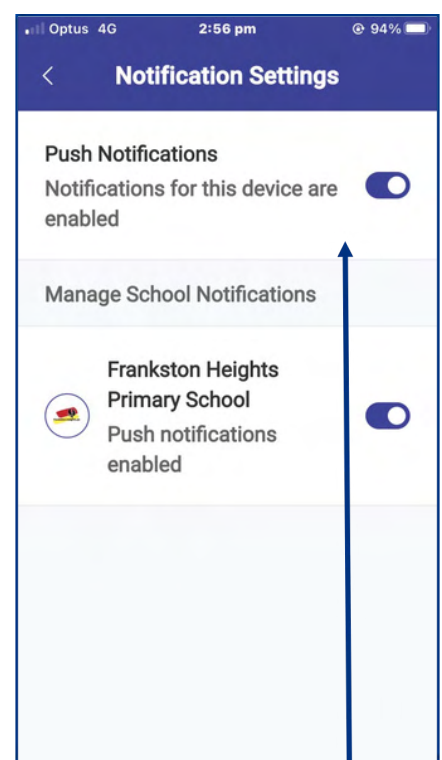 Optus 4G 2:56 pm 94%
Notification Settings
Push Notifications
Notifications for this device are
enabled
Manage School Notifications
Frankston Heights
Primary School
Push notifications
enabled